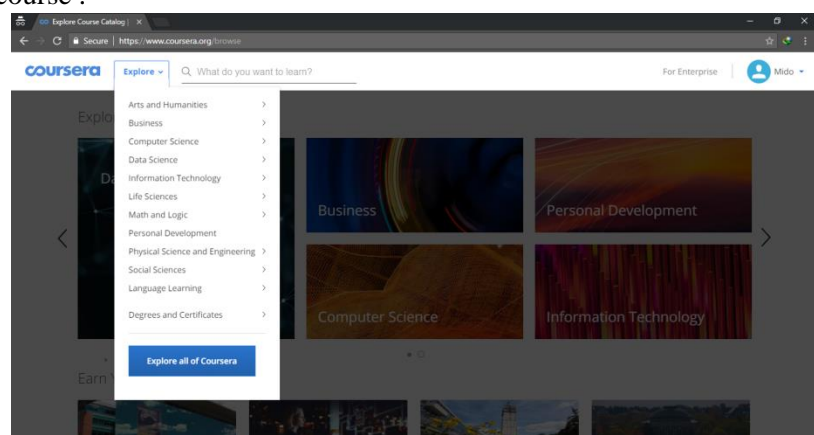 course :
Explore Course Catalog |
Secure | https://www.coursera.org/browse
coursera
Explore
What do you want to learn?
For Enterprise
Mido
Explo
Arts and Humanities
Business
Computer Science
Data Science
Information Technology
Life Sciences
Math and Logic
Personal Development
Physical Science and Engineering
Social Sciences
Language Learning
Degrees and Certificates
Explore all of Coursera
Da
Business
Personal Development
Computer Science
Information Technology
Earn